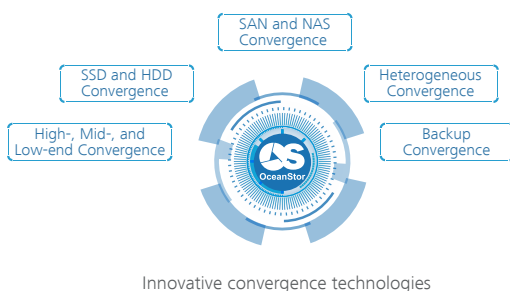 SAN and NAS
Convergence
SSD and HDD
Convergence
Heterogeneous
Convergence
High-, Mid-, and
Low-end Convergence
Backup
Convergence
OS
OceanStor
Innovative convergence technologies